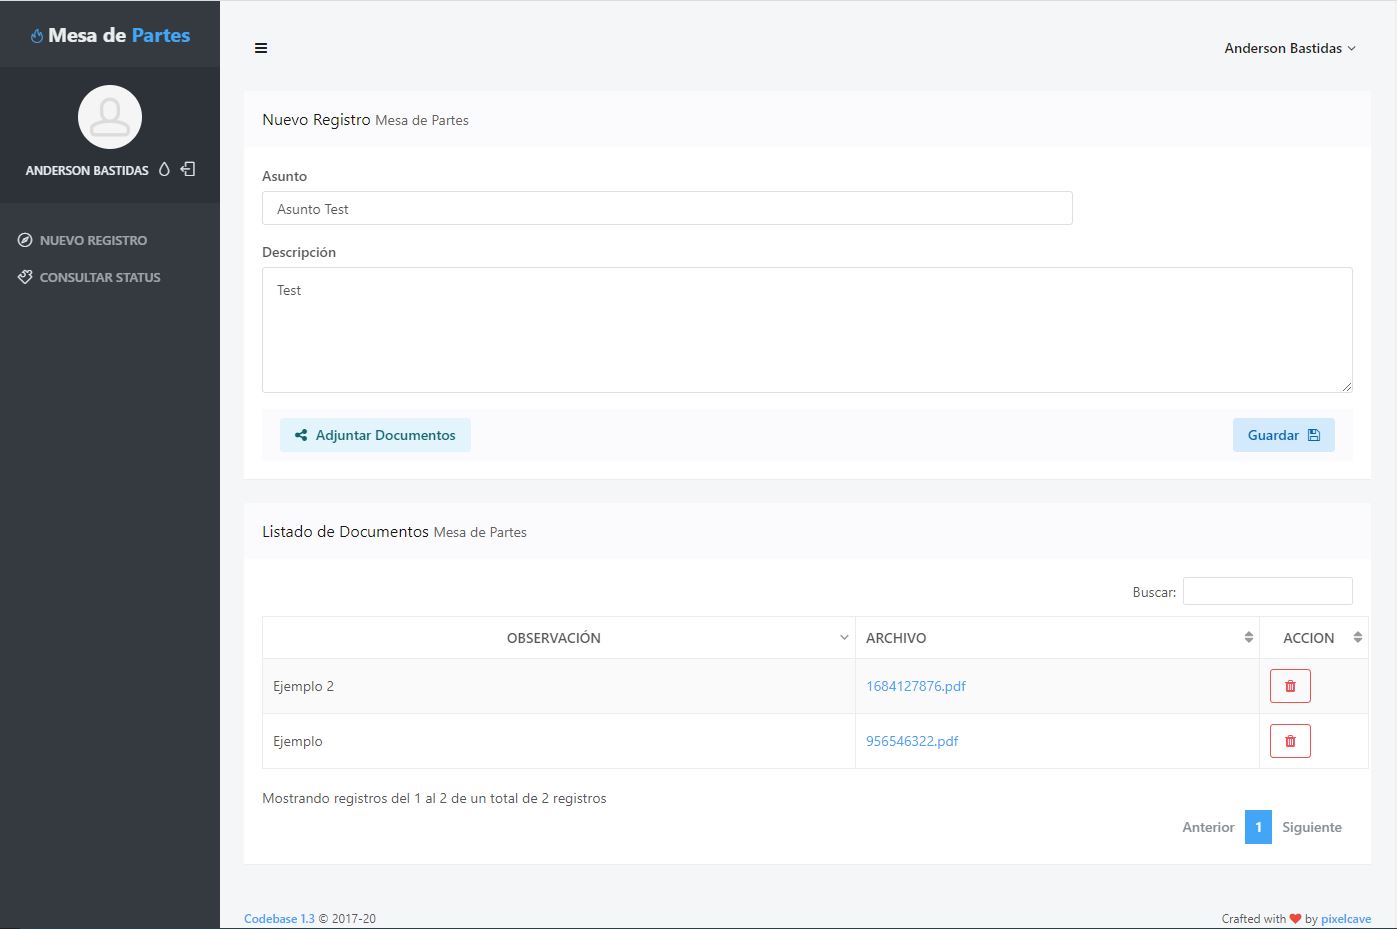 Mesa de Partes
Anderson Bastidas
ANDERSON BASTIDAS
NUEVO REGISTRO
CONSULTAR STATUS
Nuevo Registro Mesa de Partes
Asunto
Asunto Test
Descripción
Test
Adjuntar Documentos
Guardar
Listado de Documentos Mesa de Partes
Buscar:
OBSERVACIÓN ARCHIVO ACCION
Ejemplo 2 1684127876.pdf
Ejemplo 956546322.pdf
Mostrando registros del 1 al 2 de un total de 2 registros
Anterior 1 Siguiente
Codebase 1.3 © 2017-20
Crafted with ❤ by pixelcave